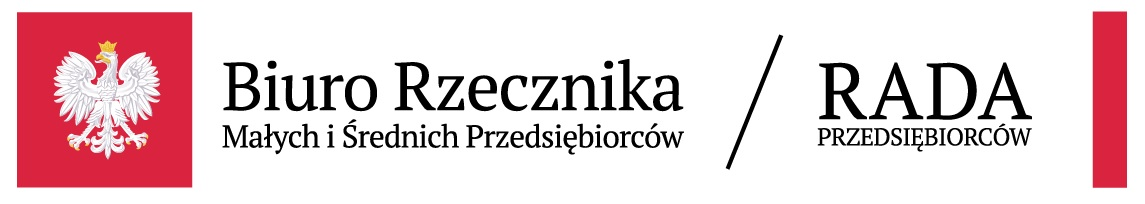 Biuro Rzecznika
Małych i Średnich Przedsiębiorców
/
RADA
PRZEDSIĘBIORCÓW